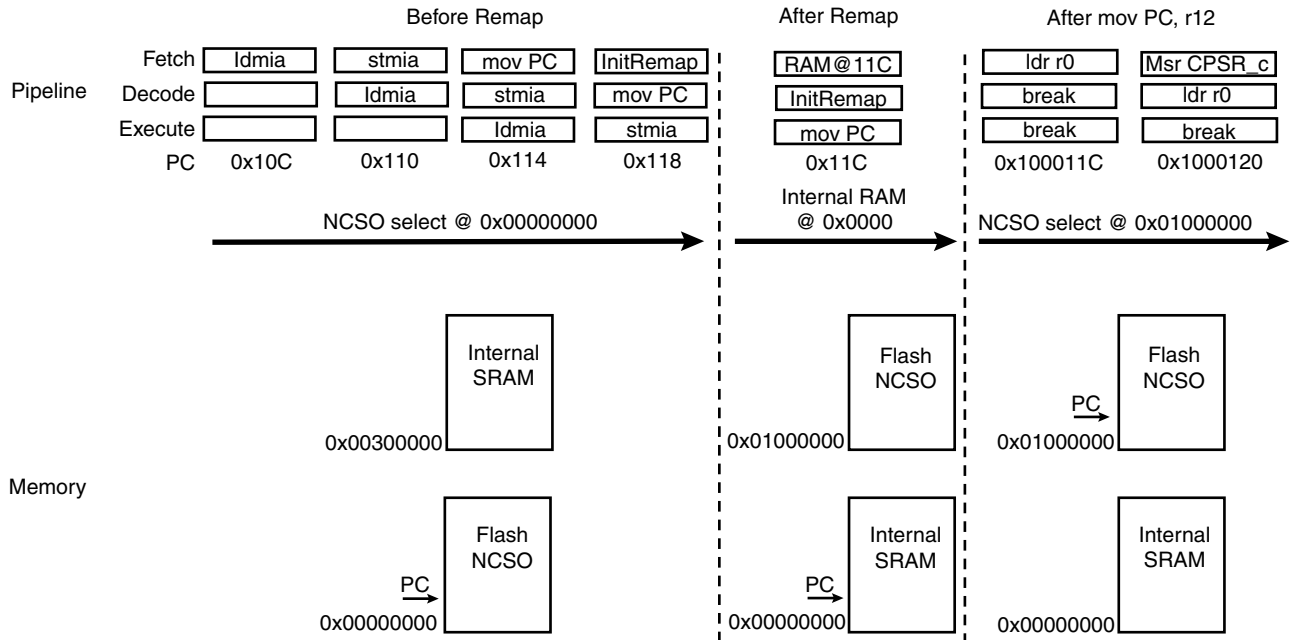 Before Remap After Remap After mov PC, r12
Fetch ldmia stmia mov PC InitRemap RAM@11C ldr r0 Msr CPSR_c
Pipeline Decode ldmia stmia mov PC InitRemap break ldr r0
Execute ldmia stmia mov PC break break
PC 0x10C 0x110 0x114 0x118 0x11C 0x100011C 0x1000120
Internal RAM
NCSO select @ 0x00000000 @ 0x0000 NCSO select @ 0x01000000
Internal Flash Flash
SRAM NCSO NCSO
PC
0x00300000 0x01000000 0x01000000
Memory
Flash Internal Internal
NCSO SRAM SRAM
PC PC
0x00000000 0x00000000 0x00000000